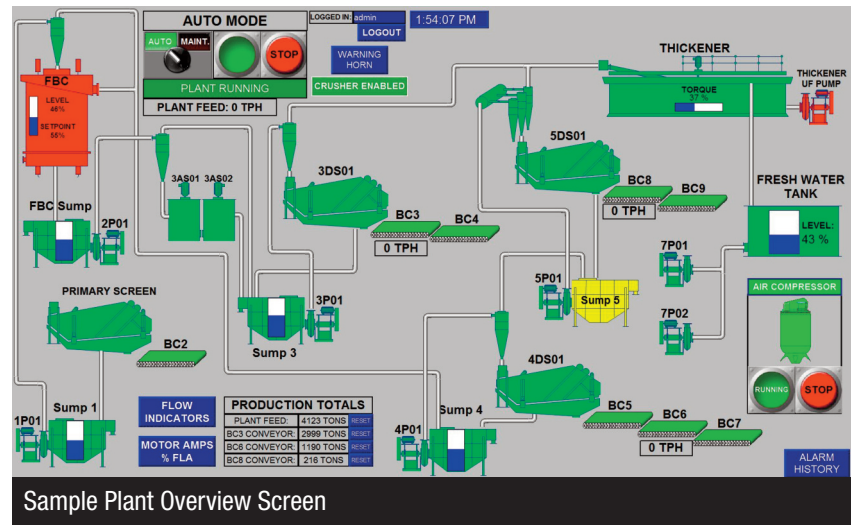 AUTO MODE
AUTO
MAINT.
STOP
PLANT RUNNING
PLANT FEED: 0 TPH
LOGGED IN:
admin
LOGOUT
1:54:07 PM
WARNING
HORN
CRUSHER ENABLED
THICKENER
TORQUE
37 %
THICKENER
UF PUMP
FBC
LEVEL
46%
SETPOINT
55%
FBC Sump
2P01
3AS01
3AS02
3DS01
BC3
BC4
0 TPH
5DS01
BC8
BC9
0 TPH
FRESH WATER
TANK
LEVEL:
43 %
7P01
7P02
5P01
Sump 5
3P01
Sump 3
PRIMARY SCREEN
BC2
AIR COMPRESSOR
RUNNING
STOP
4DS01
BC5
BC6
BC7
0 TPH
1P01
Sump 1
FLOW
INDICATORS
MOTOR AMPS
% FLA
PRODUCTION TOTALS
PLANT FEED: 4123 TONS RESET
BC3 CONVEYOR: 2999 TONS RESET
BC6 CONVEYOR: 1190 TONS RESET
BC8 CONVEYOR: 216 TONS RESET
4P01
Sump 4
ALARM
HISTORY
Sample Plant Overview Screen